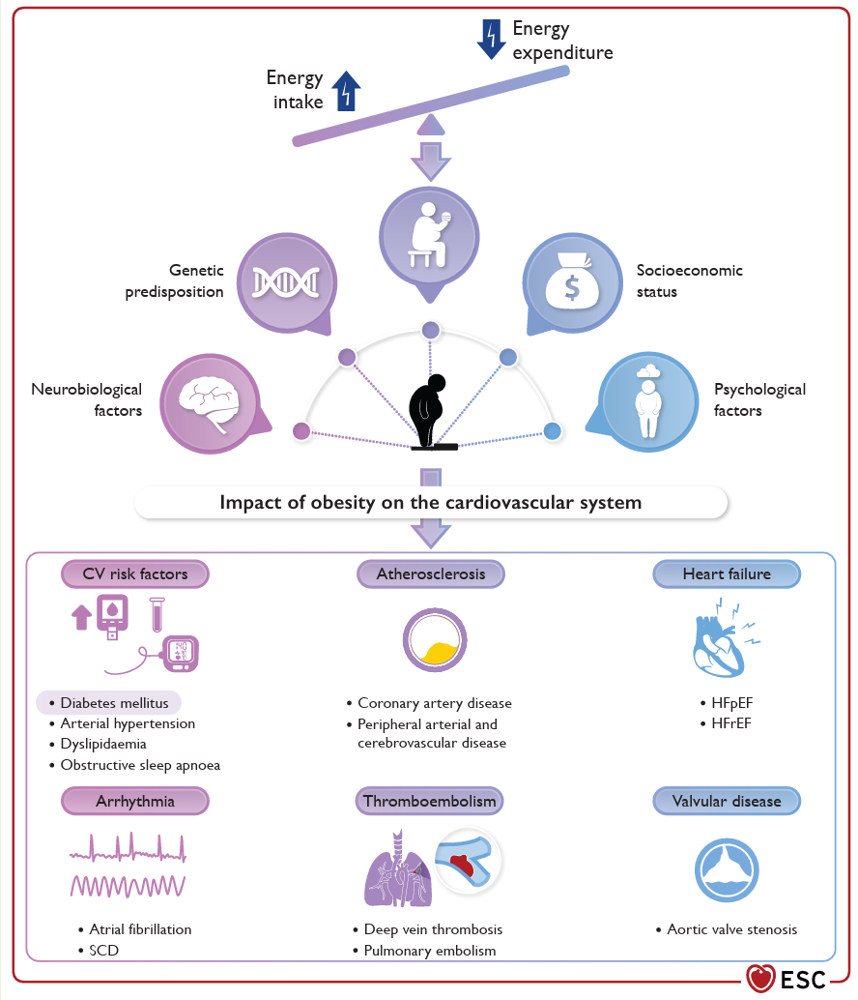 Energy
expenditure
Energy
intake
Genetic
predisposition
$
Socioeconomic
status
Neurobiological
factors
Psychological
factors
Impact of obesity on the cardiovascular system
CV risk factors
Atherosclerosis
Heart failure
• Diabetes mellitus
• Arterial hypertension
• Dyslipidaemia
• Obstructive sleep apnoea
• Coronary artery disease
• Peripheral arterial and
cerebrovascular disease
• HFpEF
• HFrEF
Arrhythmia
Thromboembolism
Valvular disease
• Atrial fibrillation
• SCD
• Deep vein thrombosis
• Pulmonary embolism
• Aortic valve stenosis
ESC